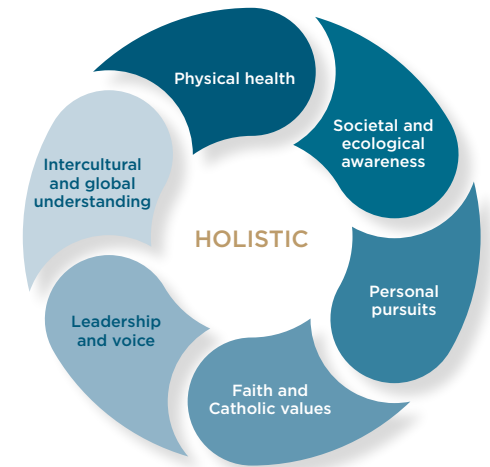 Physical health
Societal and
ecological
awareness
Personal
pursuits
Faith and
Catholic values
Leadership
and voice
Intercultural
and global
understanding
HOLISTIC